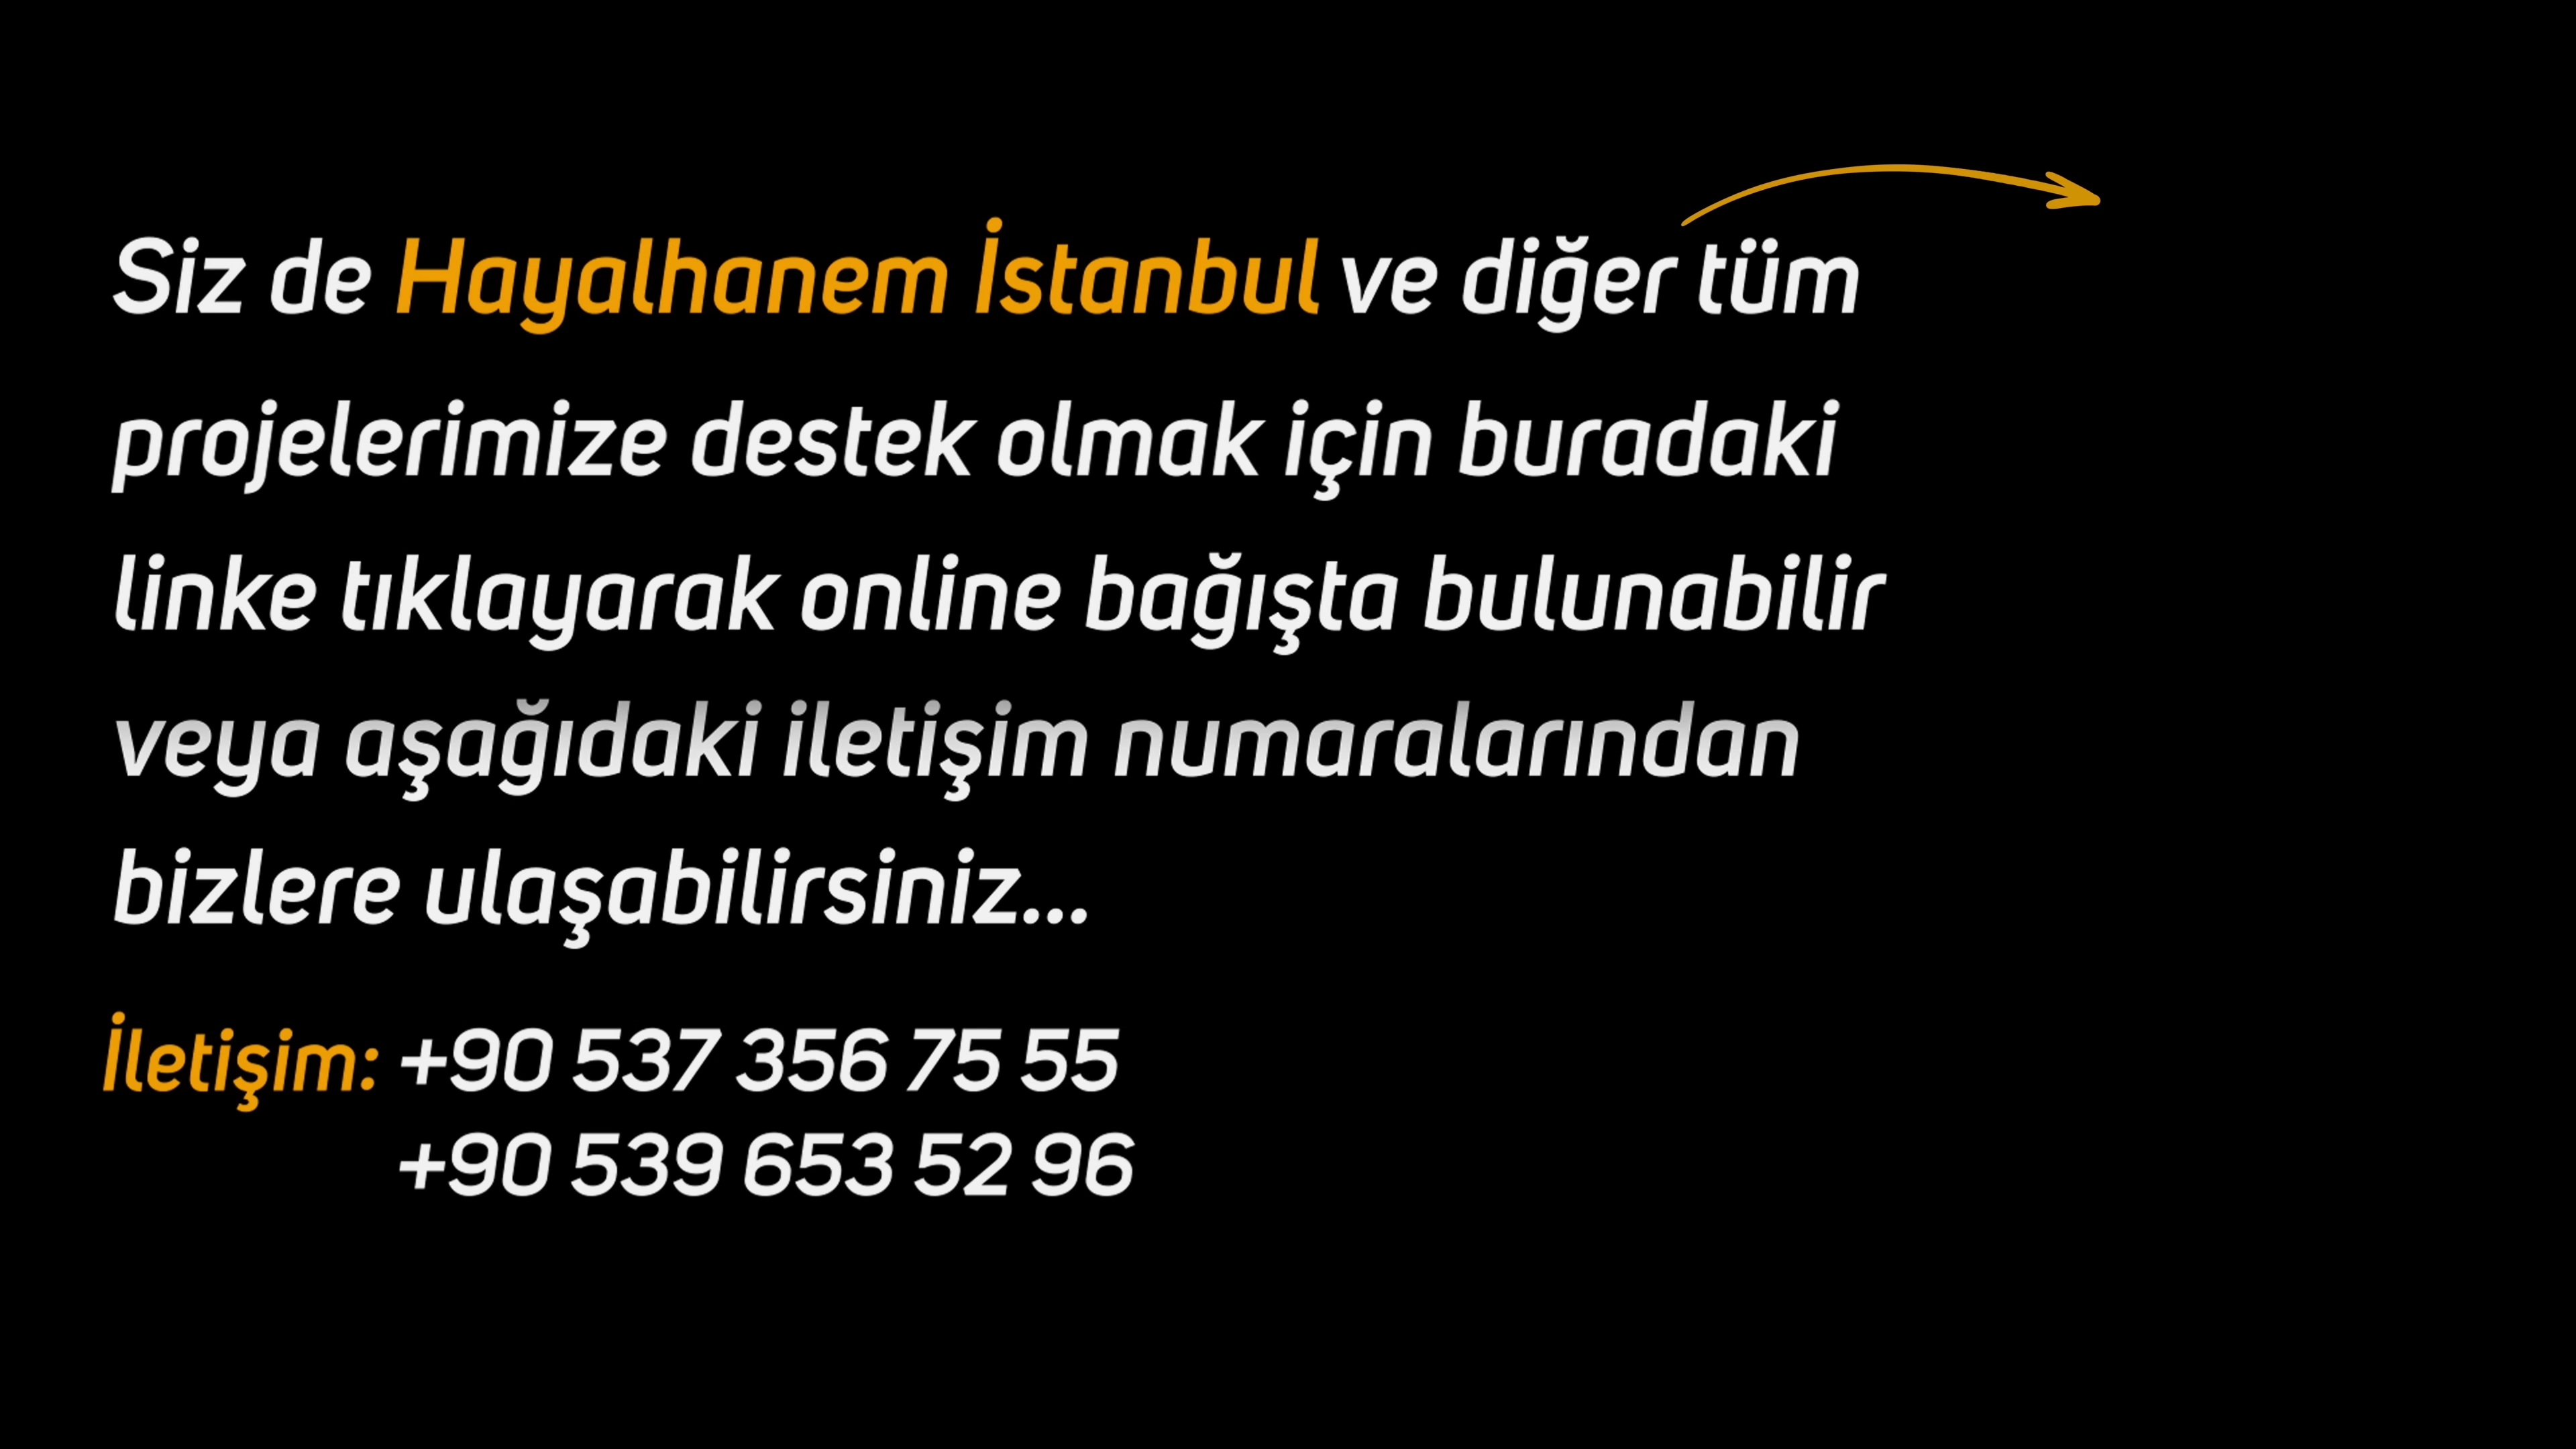 Siz de Hayalhanem İstanbul ve diğer tüm
projelerimize destek olmak için buradaki
linke tıklayarak online bağışta bulunabilir
veya aşağıdaki iletişim numaralarından
bizlere ulaşabilirsiniz...
İletişim: +90 537 356 75 55
+90 539 653 52 96